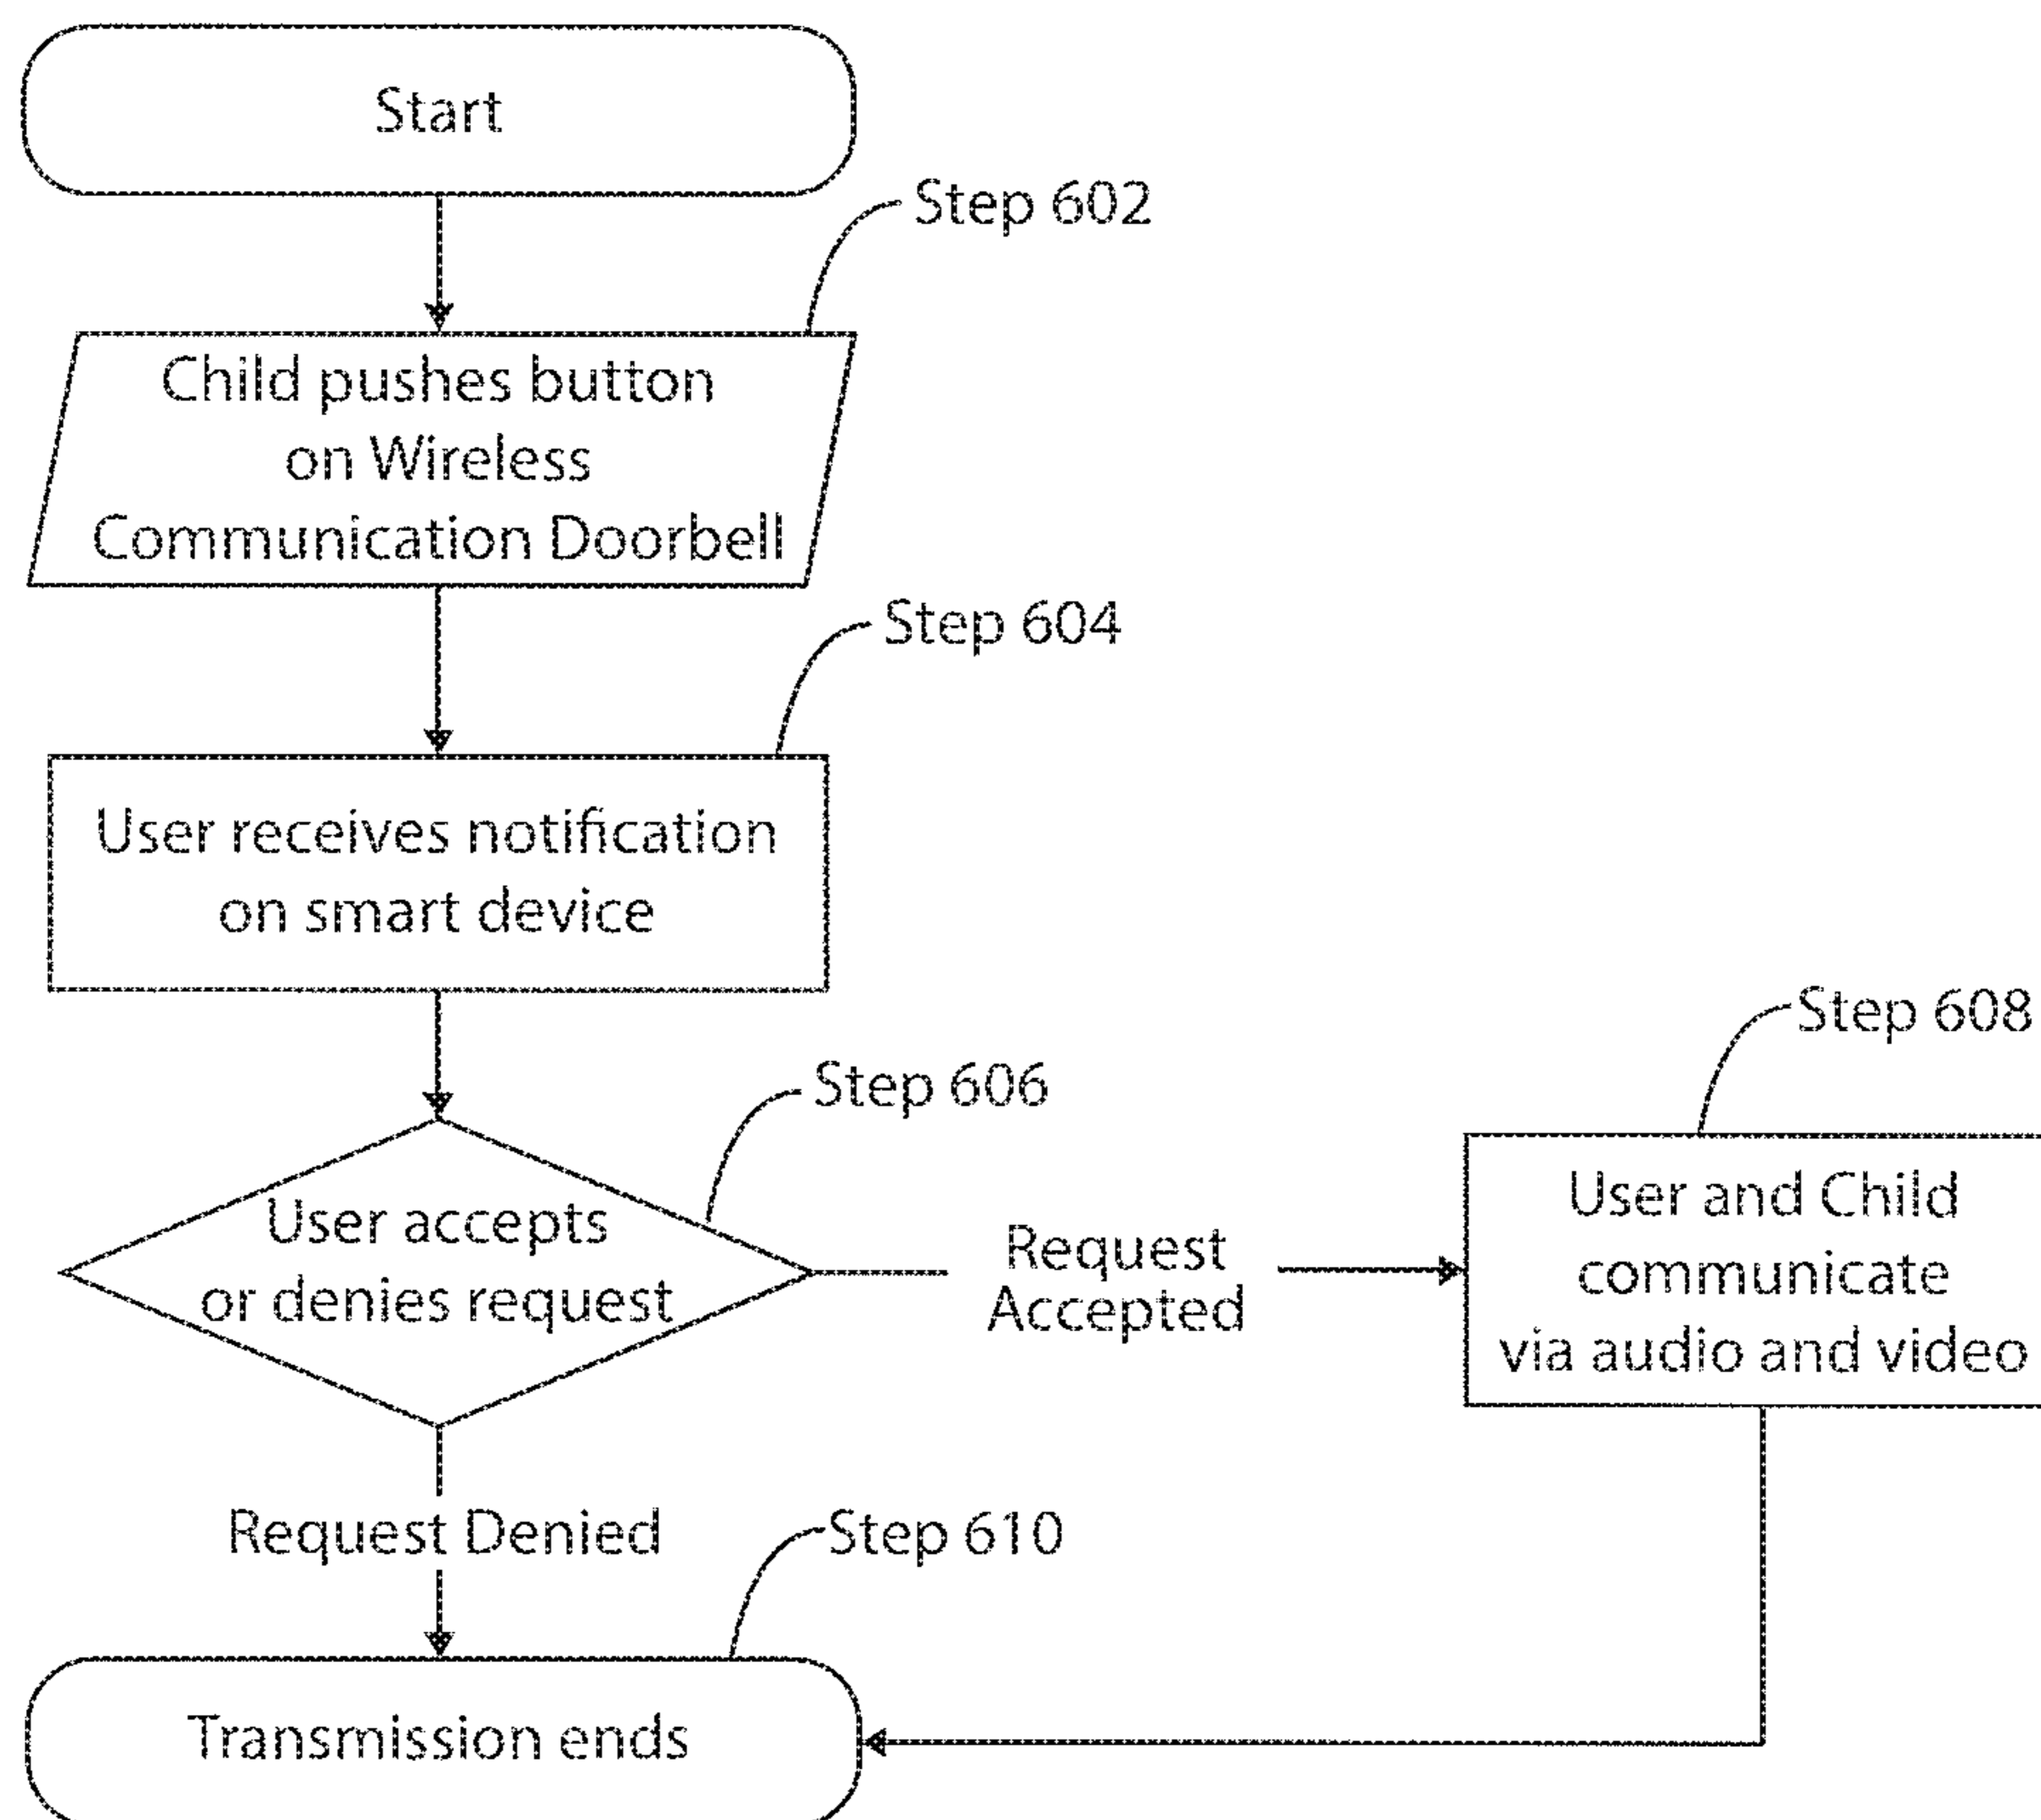 Start
Step 602
Child pushes button
on Wireless
Communication Doorbell
Step 604
User receives notification
on smart device
Step 606
User accepts
or denies request
Request
Accepted
Step 608
User and Child
communicate
via audio and video
Request Denied
Step 610
Transmission ends